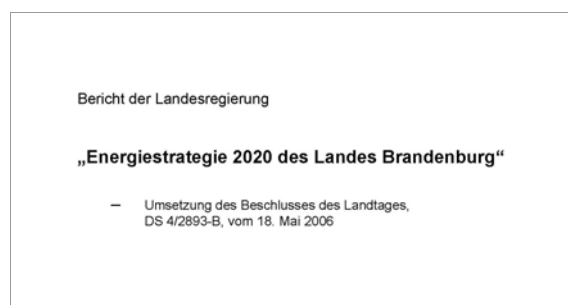 Bericht der Landesregierung
„Energiestrategie 2020 des Landes Brandenburg“
– Umsetzung des Beschlusses des Landtages,
DS 4/2893-B, vom 18. Mai 2006